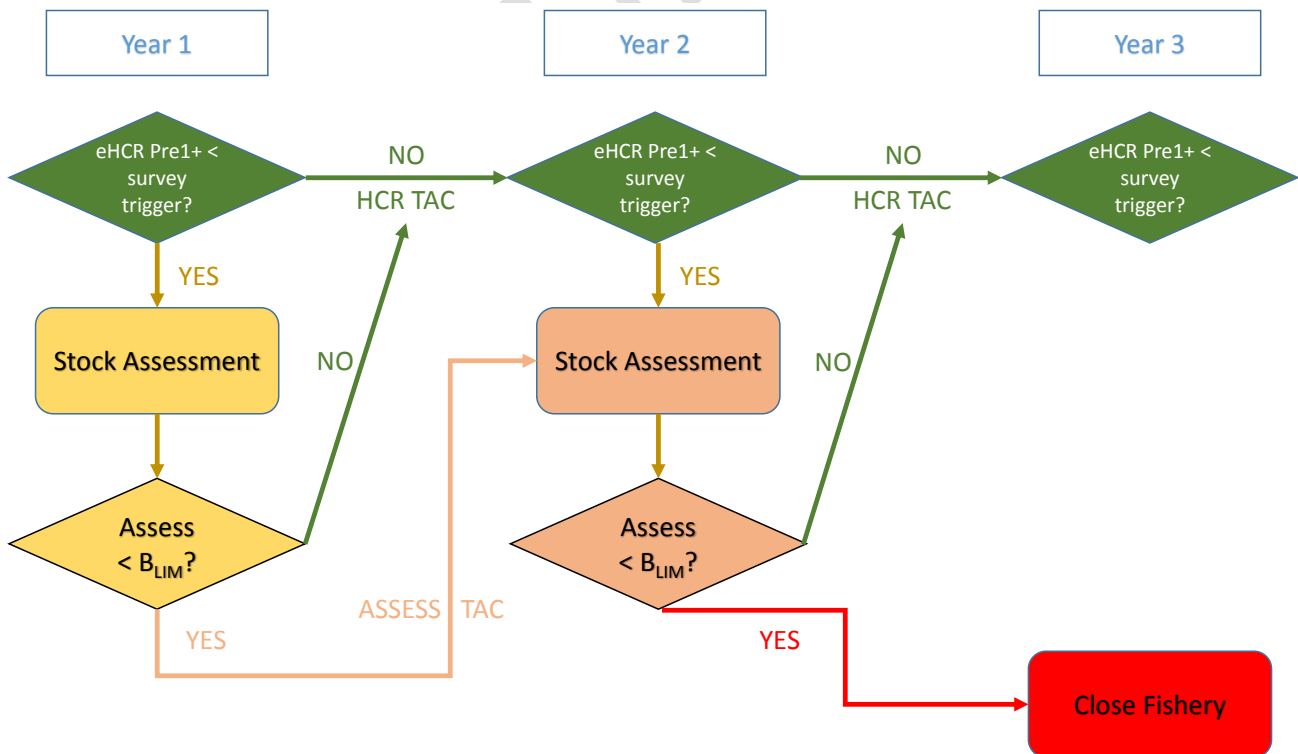 Year 1
Year 2
Year 3
eHCR Pre1+ <
survey
trigger?
NO
HCR TAC
eHCR Pre1+ <
survey
trigger?
NO
HCR TAC
eHCR Pre1+ <
survey
trigger?
YES
YES
Stock Assessment
NO
Stock Assessment
NO
Assess
< BLIM?
Assess
< BLIM?
ASSESS TAC
YES
YES
Close Fishery